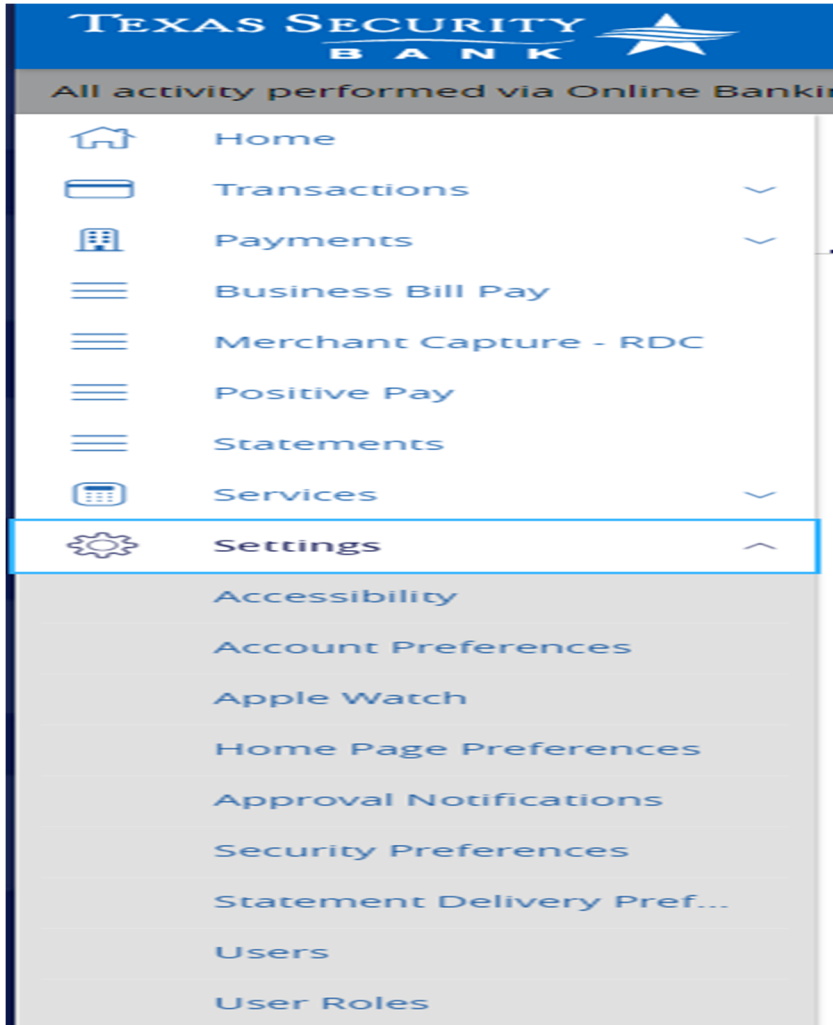 TEXAS SECURITY
BANK
All activity performed via Online
Home
Transactions
Payments
Business Bill Pay
Merchant Capture - RDC
Positive Pay
Statements
Services
Settings
Accessibility
Account Preferences
Apple Watch
Home Page Preferences
Approval Notifications
Security Preferences
Statement Delivery Pref...
Users
User Roles